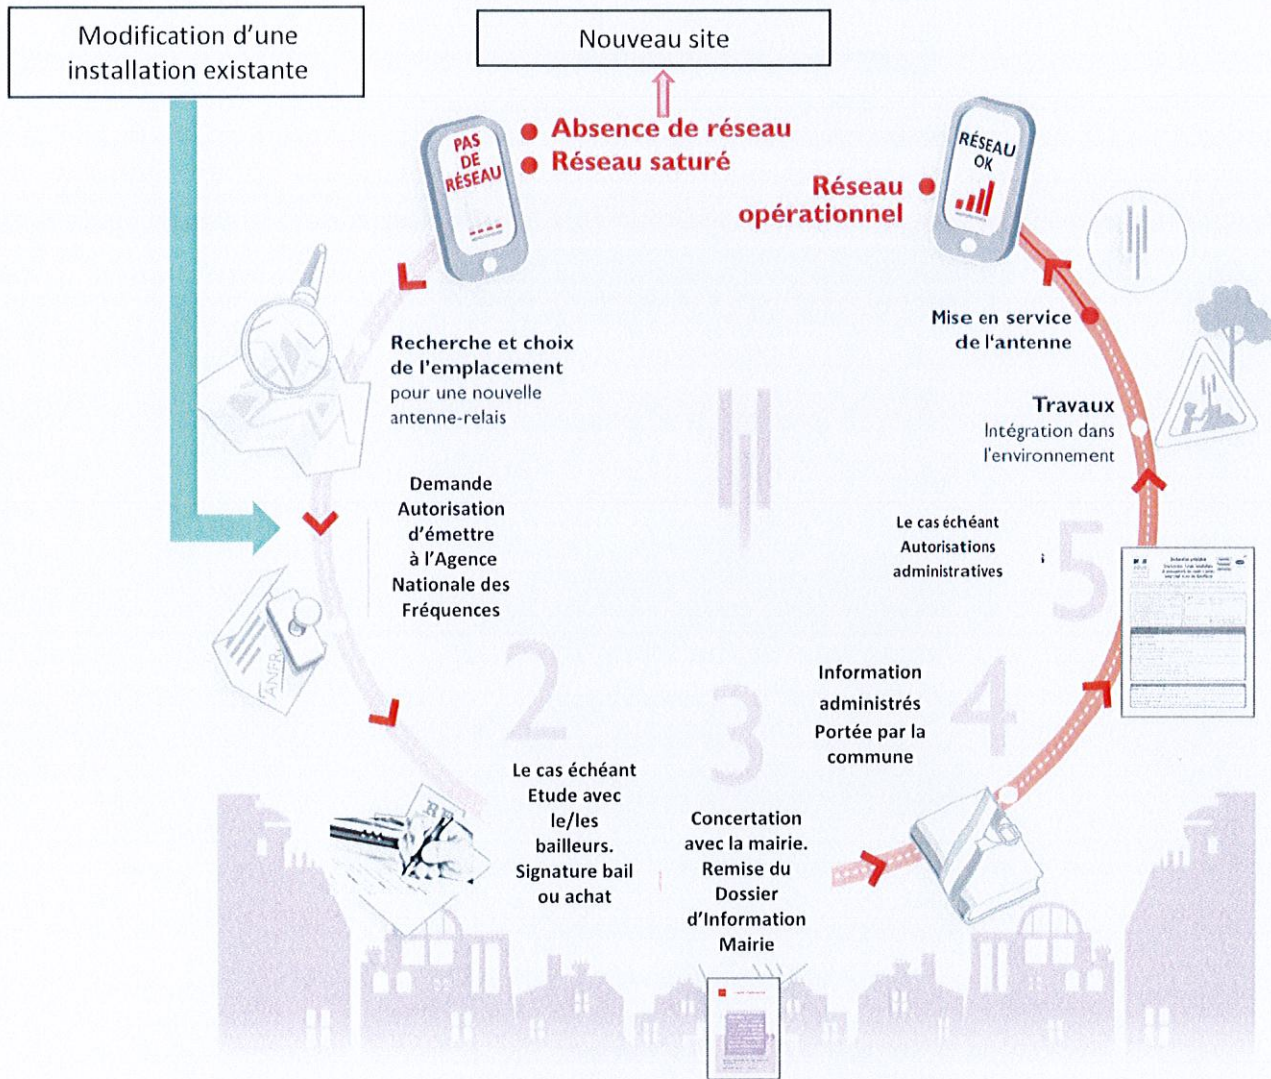 Modification d'une
installation existante
Nouveau site
PAS
DE
RÉSEAU
Absence de réseau
Réseau saturé
RÉSEAU
OK
Réseau
opérationnel
Recherche et choix
de l'emplacement
pour une nouvelle
antenne-relais
Demande
Autorisation
d'émettre
à l'Agence
Nationale des
Fréquences
ANFR
2
Le cas échéant
Etude avec
le/les
bailleurs.
Signature bail
ou achat
3
Concertation
avec la mairie.
Remise du
Dossier
d'Information
Mairie
4
Information
administrés
Portée par la
commune
5
Le cas échéant
Autorisations
administratives
Travaux
Intégration dans
l'environnement
Mise en service
de l'antenne